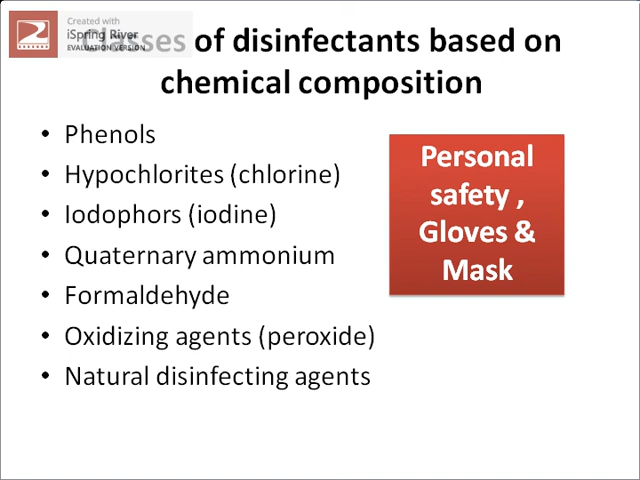 Created with
iSpring River
EVALUATION VERSION
Classes of disinfectants based on
chemical composition
• Phenols
• Hypochlorites (chlorine)
• Iodophors (iodine)
• Quaternary ammonium
• Formaldehyde
• Oxidizing agents (peroxide)
• Natural disinfecting agents
Personal
safety ,
Gloves &
Mask